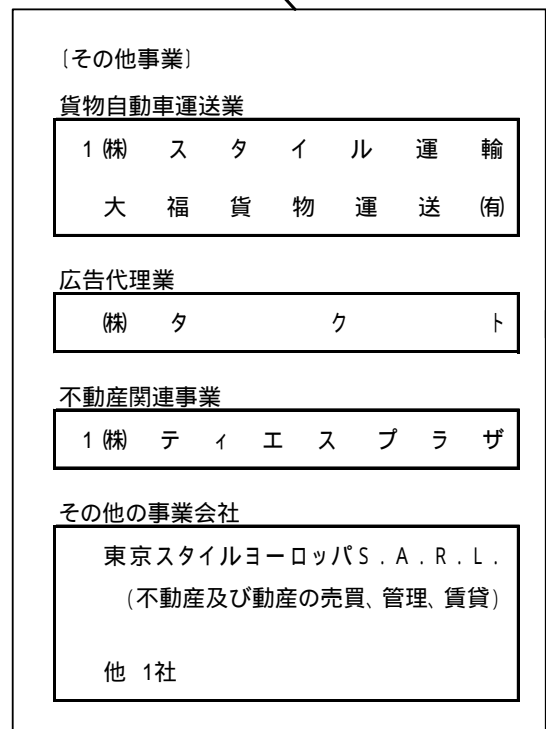 〔その他事業〕
貨物自動車運送業
1 ㈱ スタイル運輸
大福貨物運送 ㈲
広告代理業
㈱ タクト
不動産関連事業
1 ㈱ ティエスプラザ
その他の事業会社
東京スタイルヨーロッパS.A.R.L.
(不動産及び動産の売買、管理、賃貸)
他 1社